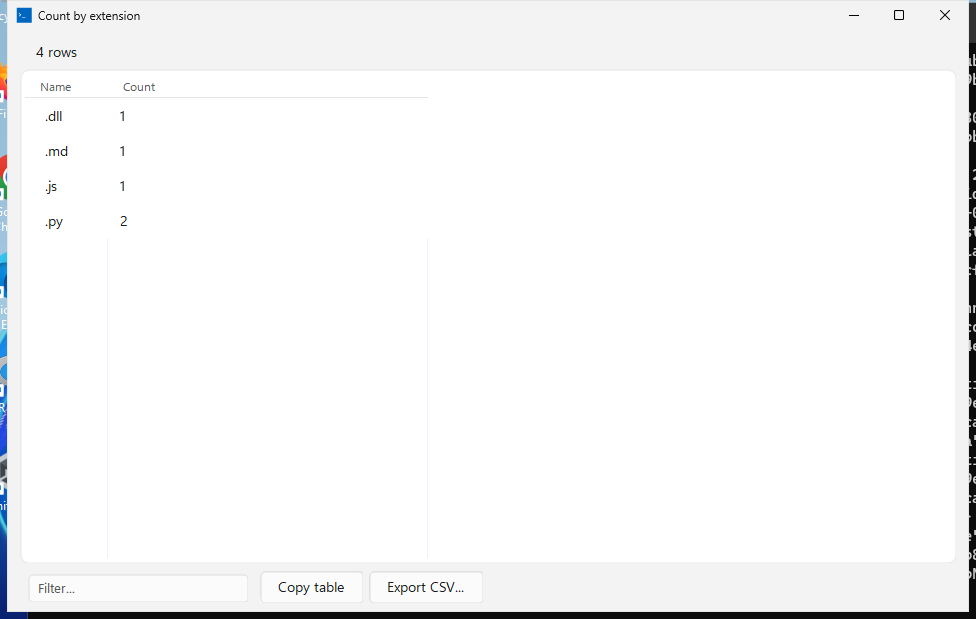 Count by extension
4 rows
Name Count
.dll 1
.md 1
.js 1
.py 2
Filter...
Copy table Export CSV...